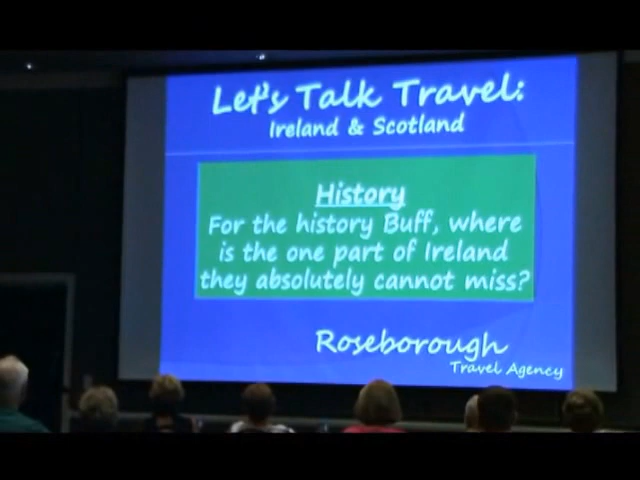 Let's Talk Travel:
Ireland & Scotland
History
For the history Buff, where
is the one part of Ireland
they absolutely cannot miss?
Roseborough
Travel Agency